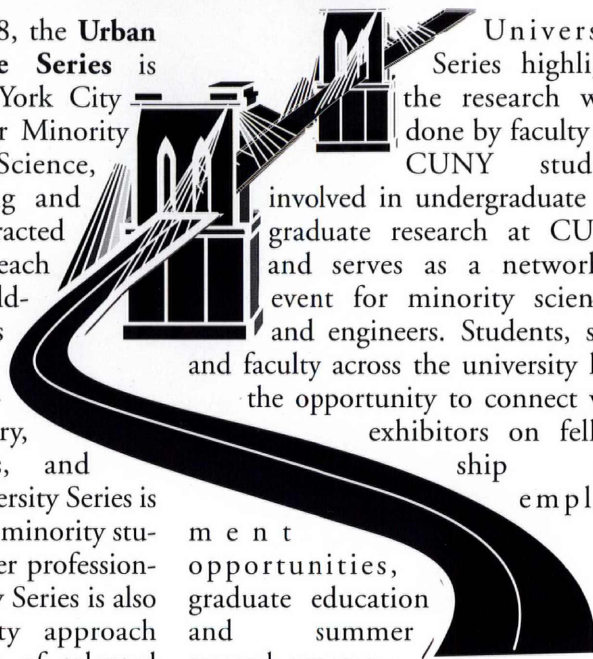 8, the Urban
e Series is
York City
r Minority
Science,
g and
racted
each
ld-
s
ry,
s, and
ersity Series is
minority stu-
er profession-
y Series is also
ty approach
Univers
Series highlig
the research w
done by faculty
CUNY stud
involved in undergraduate
graduate research at CU
and serves as a network
event for minority scien
and engineers. Students, s
and faculty across the university h
the opportunity to connect w
exhibitors on fell
ship
empl
ment
opportunities,
graduate education
and summer